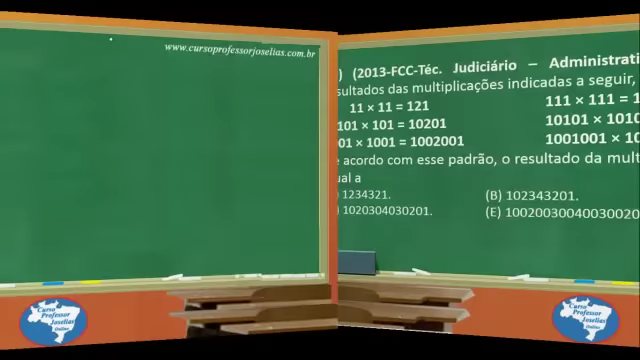 www.cursoprofessorjoselias.com.br
) (2013-FCC-Téc. Judiciário – Administrati
sultados das multiplicações indicadas a seguir,
11 × 11 = 121 111 × 111 = 1
101 × 101 = 10201 10101 × 1010
01 × 1001 = 1002001 1001001 × 10
e acordo com esse padrão, o resultado da mult
ual a
) 1234321. (B) 102343201.
) 1020304030201. (E) 10020030040030020
Curso
Professor
Joselias
Online
Curso
Professor
Joselias
Online